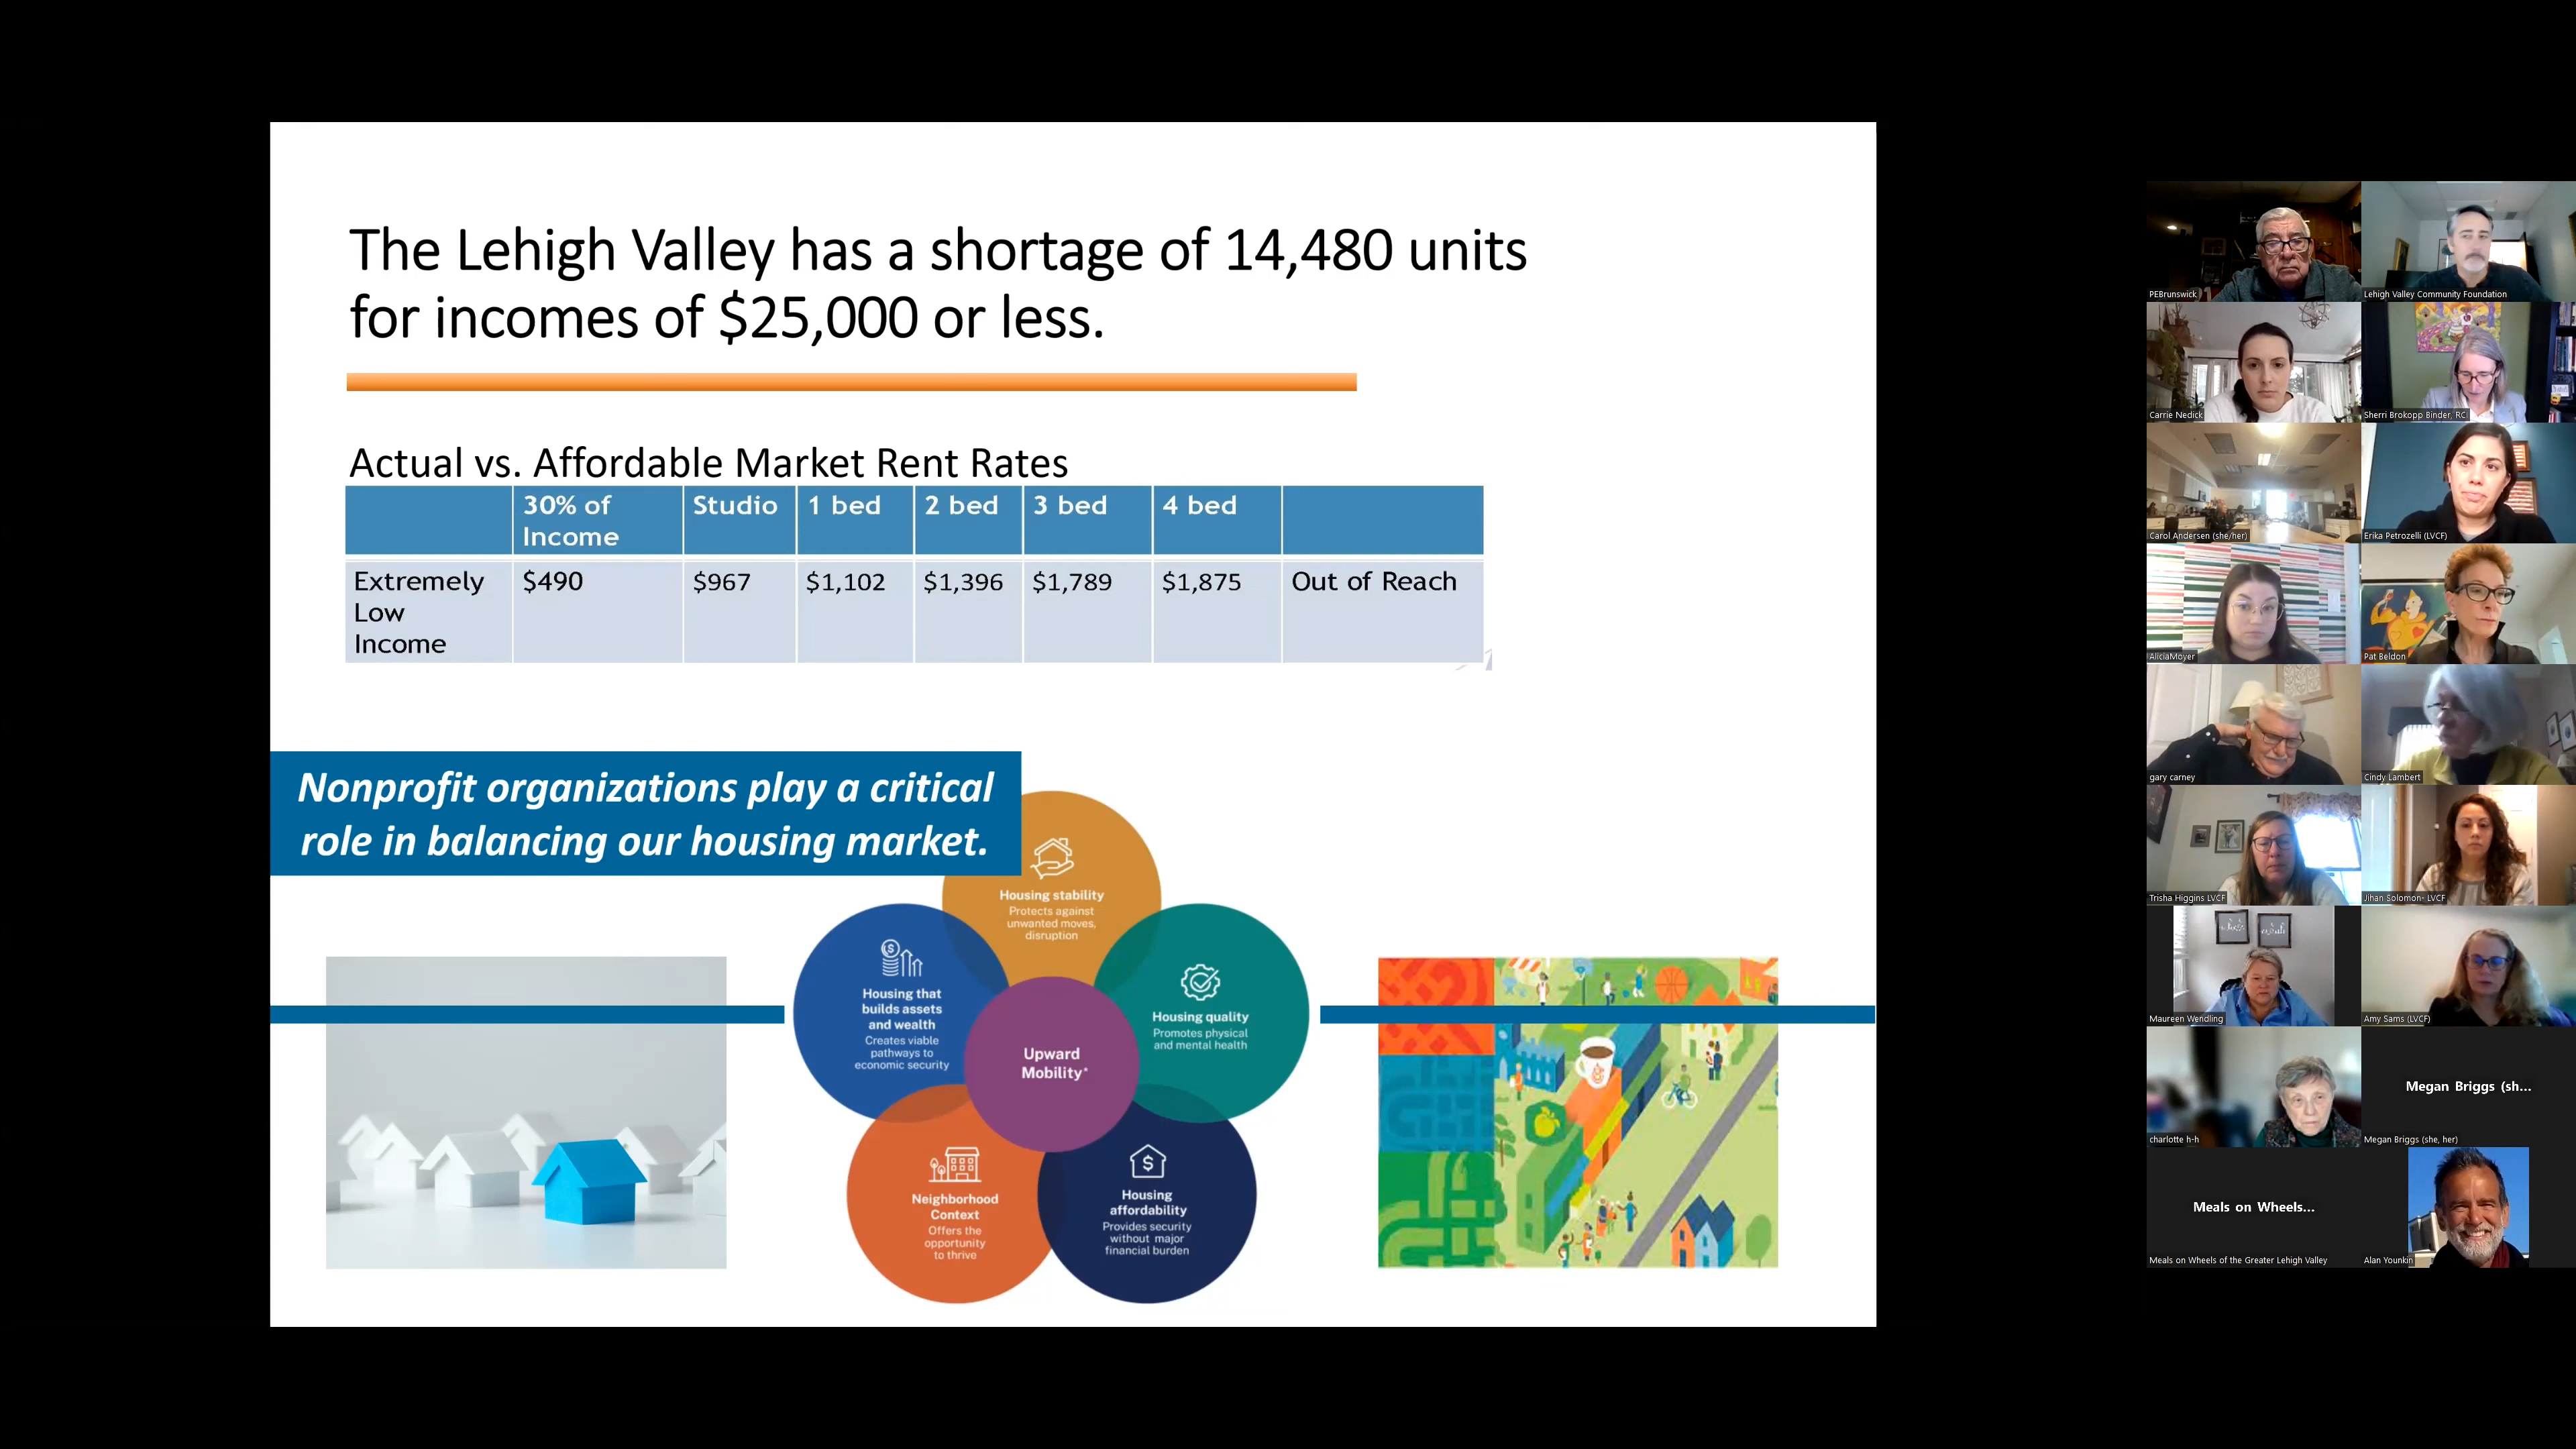 The Lehigh Valley has a shortage of 14,480 units
for incomes of $25,000 or less.
Actual vs. Affordable Market Rent Rates
30% of
Income
Studio
1 bed
2 bed
3 bed
4 bed
Extremely
Low
Income
$490
$967
$1,102
$1,396
$1,789
$1,875
Out of Reach
Nonprofit organizations play a critical
role in balancing our housing market.
Housing stability
Protects against
unwanted moves,
disruption
Housing that
builds assets
and wealth
Creates viable
pathways to
economic security
Housing quality
Promotes physical
and mental health
Upward
Mobility*
Neighborhood
Context
Offers the
opportunity
to thrive
Housing
affordability
Provides security
without major
financial burden
PEBrunswick
Lehigh Valley Community Foundation
Carrie Nedick
Sherri Brokopp Binder, RCI
Carol Andersen (she/her)
Erika Petrozelli (LVCF)
AliciaMoyer
Pat Beldon
gary carney
Cindy Lambert
Trisha Higgins LVCF
Jihan Solomon- LVCF
Maureen Wendling
Amy Sams (LVCF)
charlotte h-h
Megan Briggs (sh...
Megan Briggs (she, her)
Meals on Wheels...
Meals on Wheels of the Greater Lehigh Valley
Alan Younkin